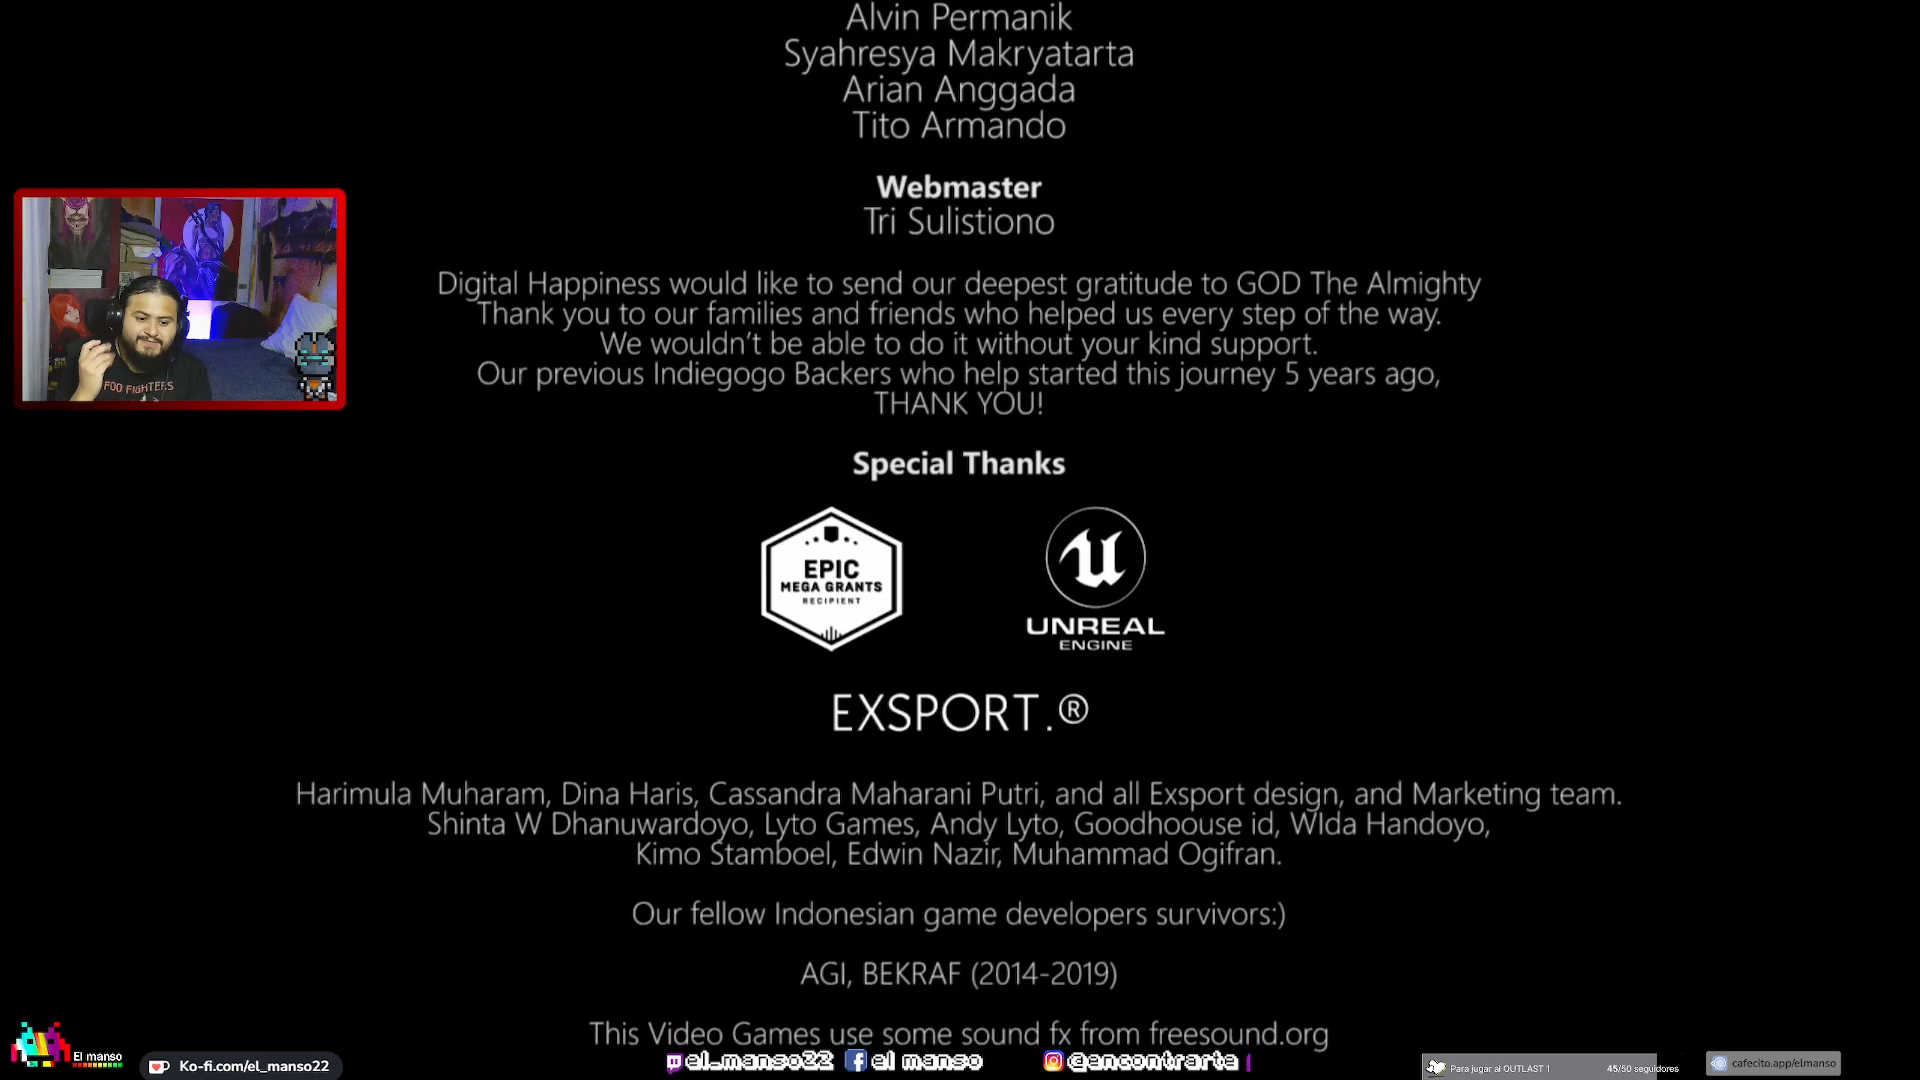 Alvin Permanik
Syahresya Makryatarta
Arian Anggada
Tito Armando
Webmaster
Tri Sulistiono
Digital Happiness would like to send our deepest gratitude to GOD The Almighty
Thank you to our families and friends who helped us every step of the way.
We wouldn't be able to do it without your kind support.
Our previous Indiegogo Backers who help started this journey 5 years ago,
THANK YOU!
FOO FIGHTERS
Special Thanks
EPIC
MEGA GRANTS
RECIPIENT
UNREAL
ENGINE
EXSPORT.®
Harimula Muharam, Dina Haris, Cassandra Maharani Putri, and all Exsport design, and Marketing team.
Shinta W Dhanuwardoyo, Lyto Games, Andy Lyto, Goodhoouse id, WIda Handoyo,
Kimo Stamboel, Edwin Nazir, Muhammad Ogifran.
Our fellow Indonesian game developers survivors:)
AGI, BEKRAF (2014-2019)
This Video Games use some sound fx from freesound.org
El manso
Ko-fi.com/el_manso22
el_manso22
el manso
@encontrarte
Para jugar al OUTLAST 1
45/50 seguidores
cafecito.app/elmanso